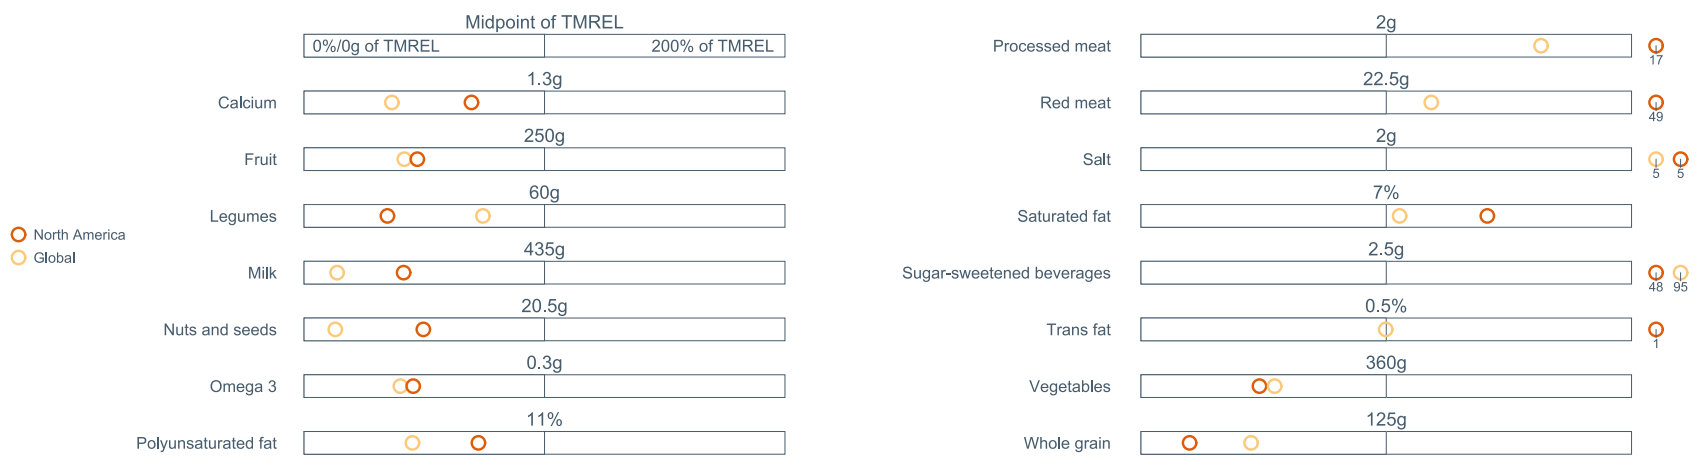 Midpoint of TMREL
0%/0g of TMREL
200% of TMREL
1.3g
Calcium
250g
Fruit
60g
Legumes
North America
Global
435g
Milk
20.5g
Nuts and seeds
0.3g
Omega 3
11%
Polyunsaturated fat
2g
Processed meat
17
22.5g
Red meat
49
2g
Salt
5 5
7%
Saturated fat
2.5g
Sugar-sweetened beverages
48 95
0.5%
Trans fat
1
360g
Vegetables
125g
Whole grain